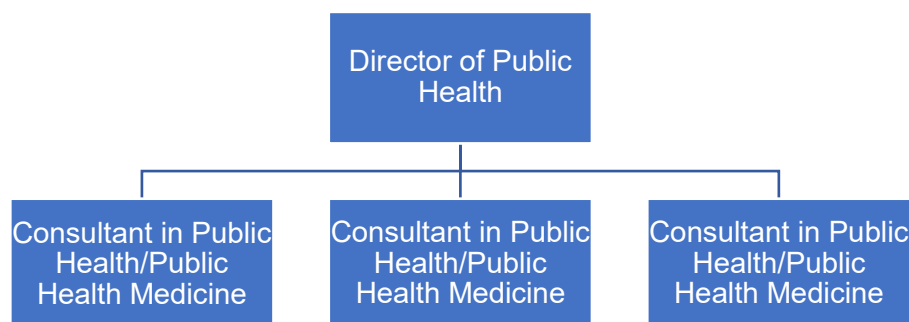 Director of Public
Health
Consultant in Public
Health/Public
Health Medicine
Consultant in Public
Health/Public
Health Medicine
Consultant in Public
Health/Public
Health Medicine